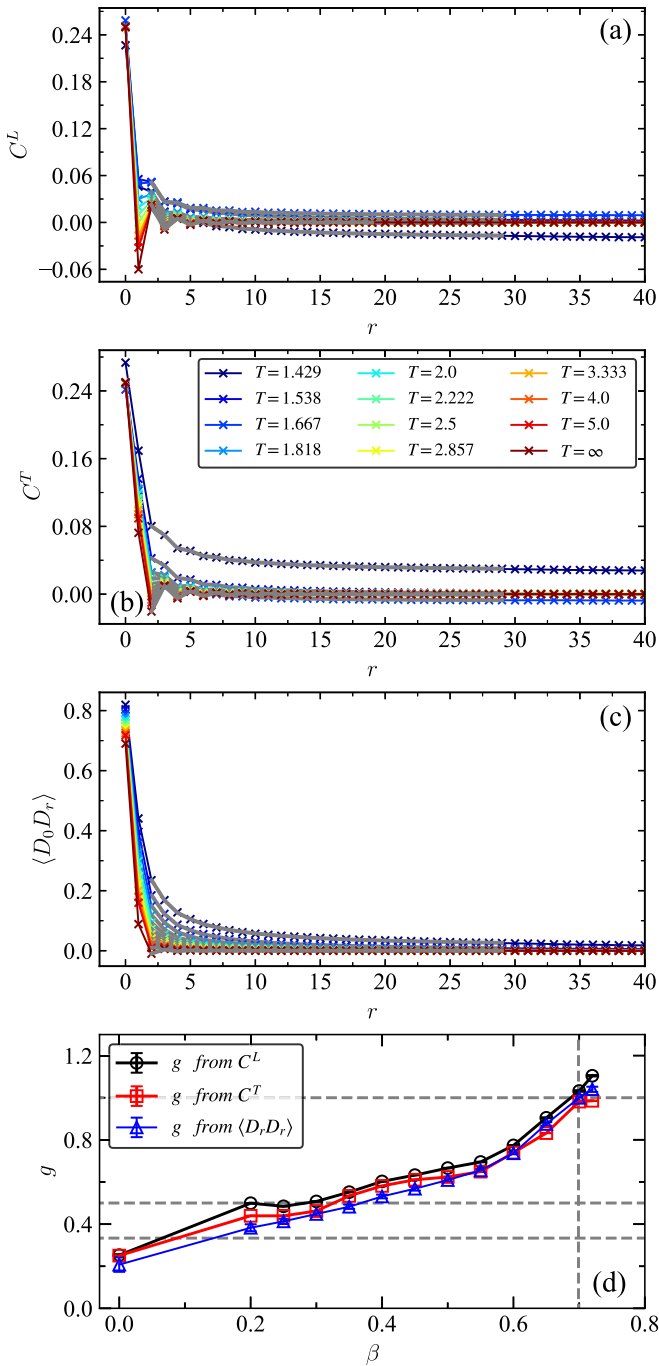 (a)
C^L
0.24
0.18
0.12
0.06
0.00
−0.06
0 5 10 15 20 25 30 35 40
r
(b)
C^T
0.24
0.16
0.08
0.00
T = 1.429 T = 2.0 T = 3.333
T = 1.538 T = 2.222 T = 4.0
T = 1.667 T = 2.5 T = 5.0
T = 1.818 T = 2.857 T = ∞
0 5 10 15 20 25 30 35 40
r
(c)
⟨D_0 D_r⟩
0.8
0.6
0.4
0.2
0.0
0 5 10 15 20 25 30 35 40
r
g
1.2
0.8
0.4
0.0
g from C^L
g from C^T
g from ⟨D_r D_r⟩
(d)
0.0 0.2 0.4 0.6 0.8
β